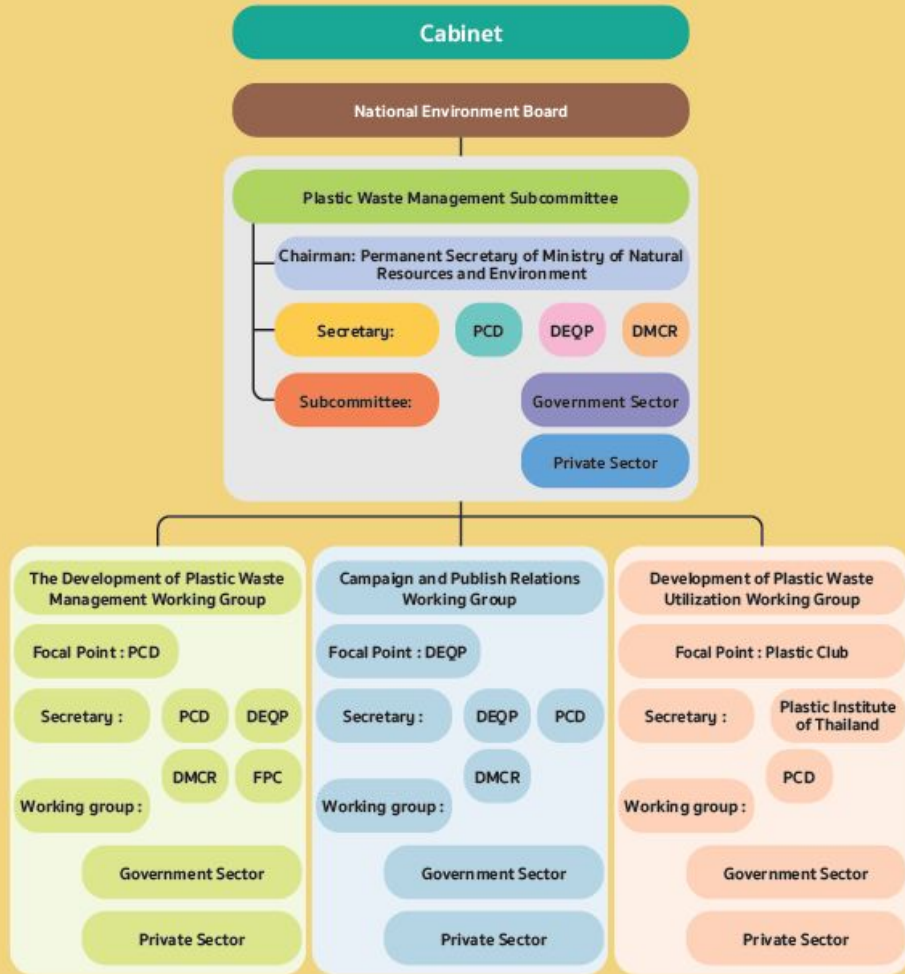 Cabinet
National Environment Board
Plastic Waste Management Subcommittee
Chairman: Permanent Secretary of Ministry of Natural
Resources and Environment
Secretary:
PCD
DEQP
DMCR
Subcommittee:
Government Sector
Private Sector
The Development of Plastic Waste
Management Working Group
Focal Point : PCD
Secretary :
PCD
DEQP
DMCR
FPC
Working group :
Government Sector
Private Sector
Campaign and Publish Relations
Working Group
Focal Point : DEQP
Secretary :
DEQP
PCD
DMCR
Working group :
Government Sector
Private Sector
Development of Plastic Waste
Utilization Working Group
Focal Point : Plastic Club
Secretary :
Plastic Institute
of Thailand
PCD
Working group :
Government Sector
Private Sector